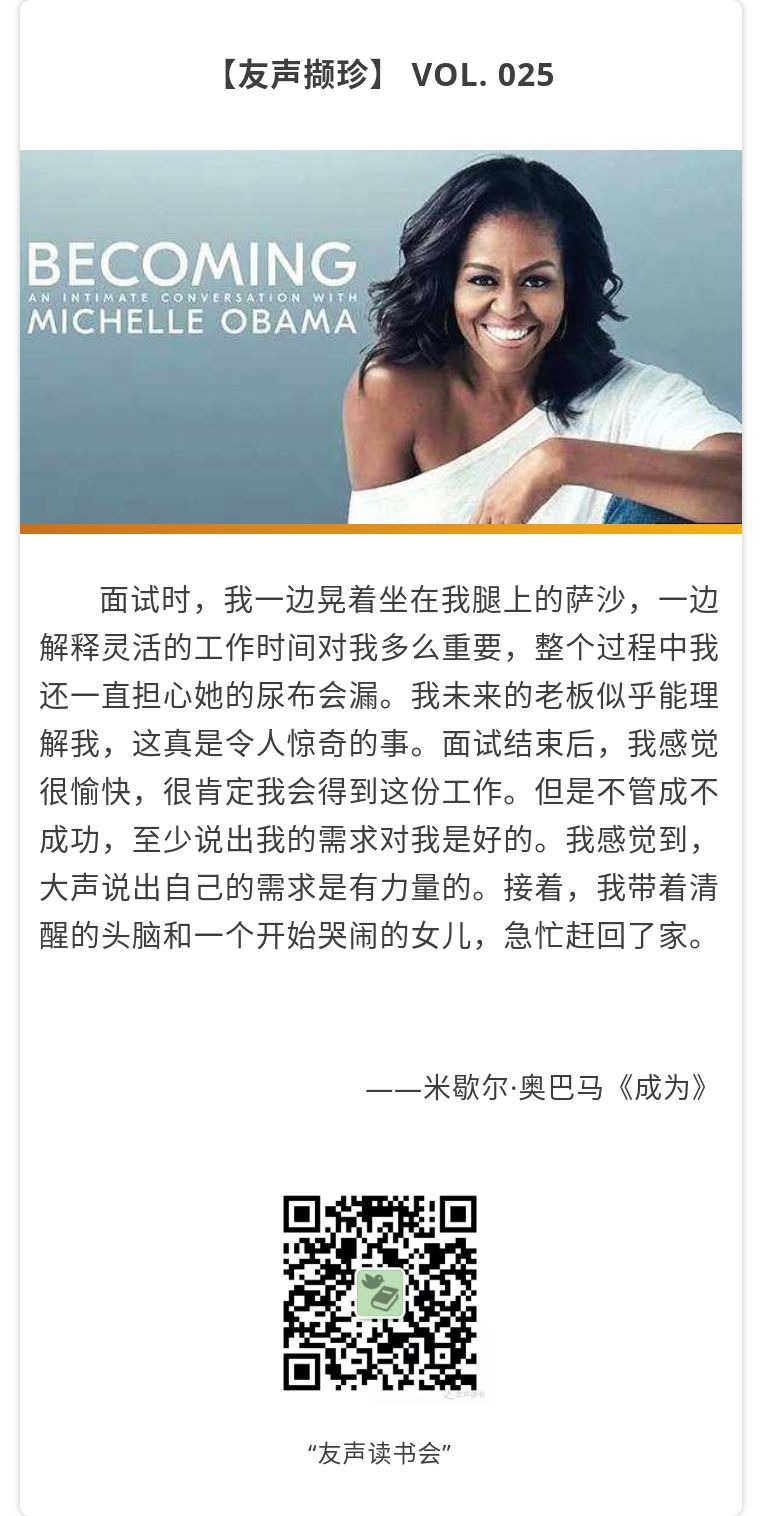 【友声撷珍】 VOL. 025
BECOMING
AN INTIMATE CONVERSATION WITH
MICHELLE OBAMA
面试时，我一边晃着坐在我腿上的萨沙，一边
解释灵活的工作时间对我多么重要，整个过程中我
还一直担心她的尿布会漏。我未来的老板似乎能理
解我，这真是令人惊奇的事。面试结束后，我感觉
很愉快，很肯定我会得到这份工作。但是不管成不
成功，至少说出我的需求对我是好的。我感觉到，
大声说出自己的需求是有力量的。接着，我带着清
醒的头脑和一个开始哭闹的女儿，急忙赶回了家。
——米歇尔·奥巴马《成为》
“友声读书会”